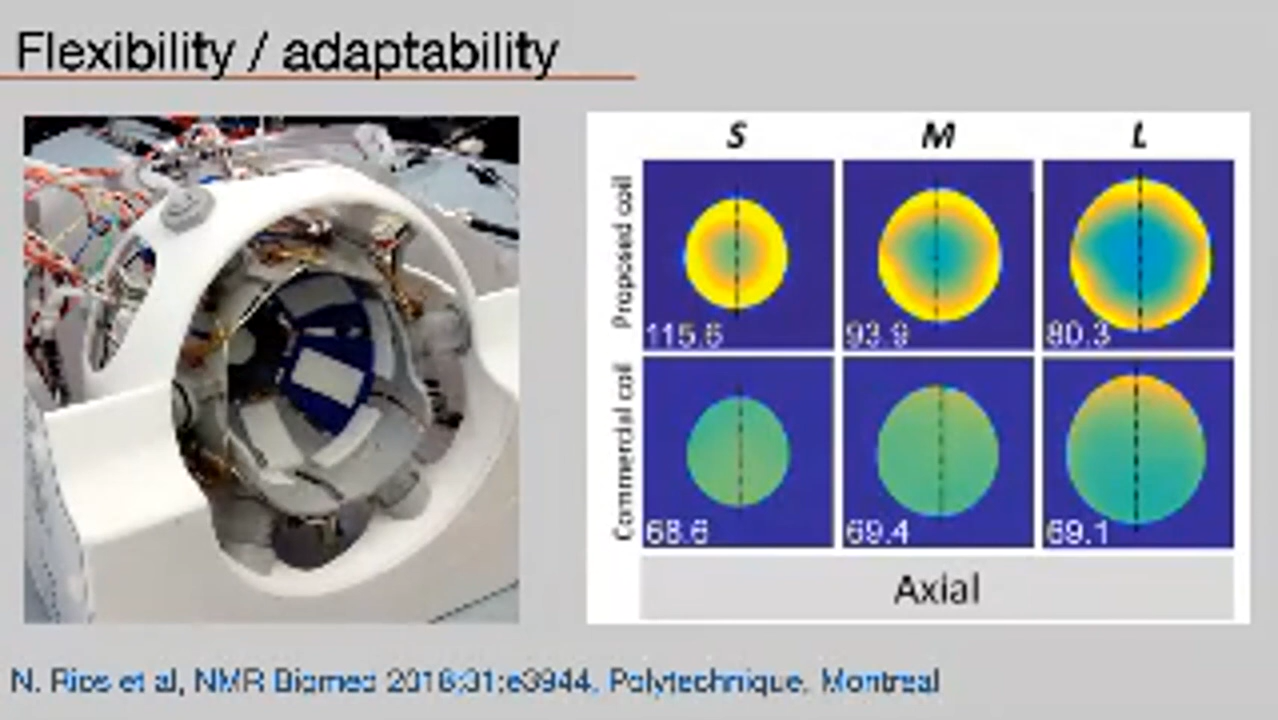 Flexibility / adaptability
S M L
Proposed coil
115.6 93.9 80.3
Commercial coil
68.6 69.4 69.1
Axial
N. Rios et al, NMR Biomed 2018;31:e3944, Polytechnique, Montreal